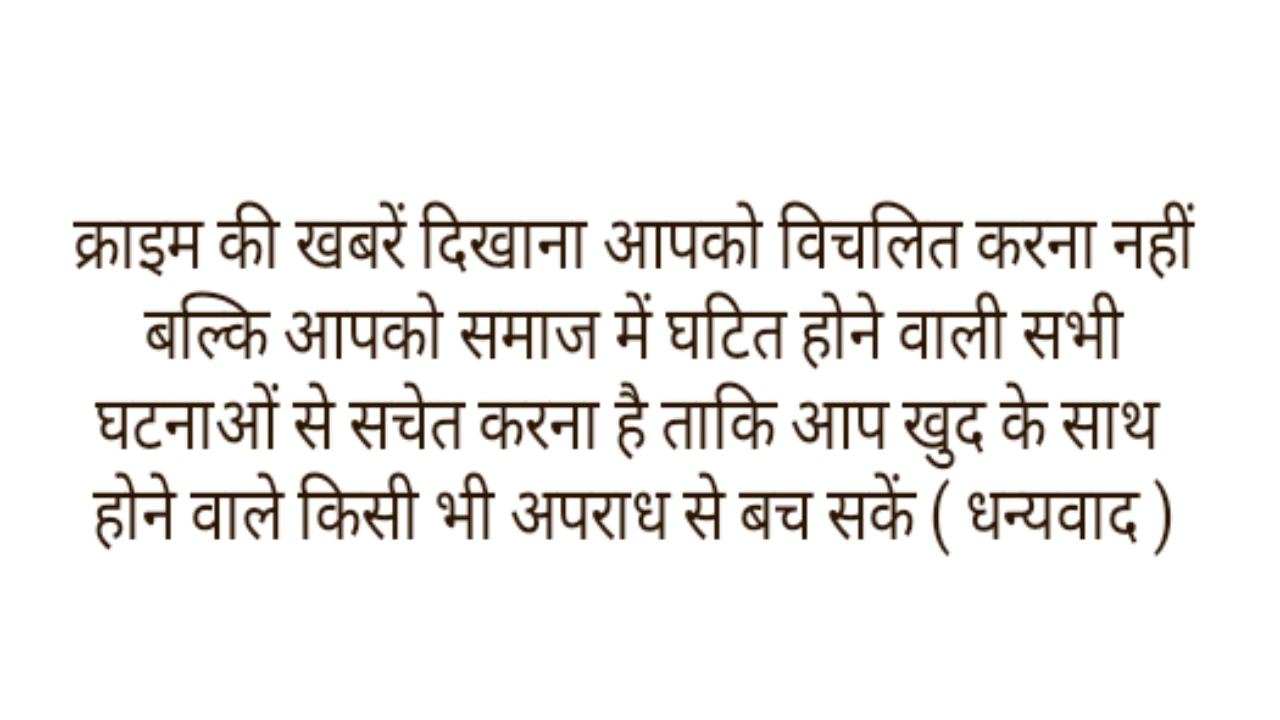 क्राइम की खबरें दिखाना आपको विचलित करना नहीं
बल्कि आपको समाज में घटित होने वाली सभी
घटनाओं से सचेत करना है ताकि आप खुद के साथ
होने वाले किसी भी अपराध से बच सकें ( धन्यवाद )